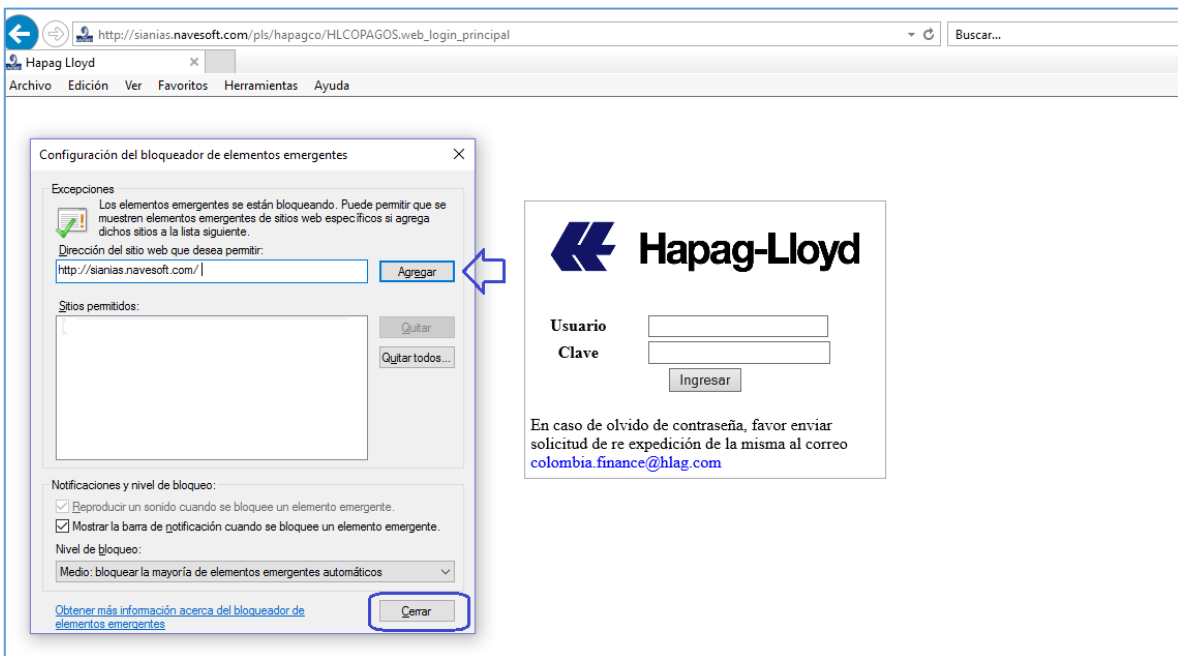 http://sianias.navesoft.com/pls/hapagco/HLCOPAGOS.web_login_principal
Buscar...
Hapag Lloyd
Archivo Edición Ver Favoritos Herramientas Ayuda
Configuración del bloqueador de elementos emergentes
Excepciones
Los elementos emergentes se están bloqueando. Puede permitir que se
muestren elementos emergentes de sitios web específicos si agrega
dichos sitios a la lista siguiente.
Dirección del sitio web que desea permitir:
http://sianias.navesoft.com/
Agregar
Sitios permitidos:
Quitar
Quitar todos...
Notificaciones y nivel de bloqueo:
Reproducir un sonido cuando se bloquee un elemento emergente.
Mostrar la barra de notificación cuando se bloquee un elemento emergente.
Nivel de bloqueo:
Medio: bloquear la mayoría de elementos emergentes automáticos
Obtener más información acerca del bloqueador de
elementos emergentes
Cerrar
Hapag-Lloyd
Usuario
Clave
Ingresar
En caso de olvido de contraseña, favor enviar
solicitud de re expedición de la misma al correo
colombia.finance@hlag.com